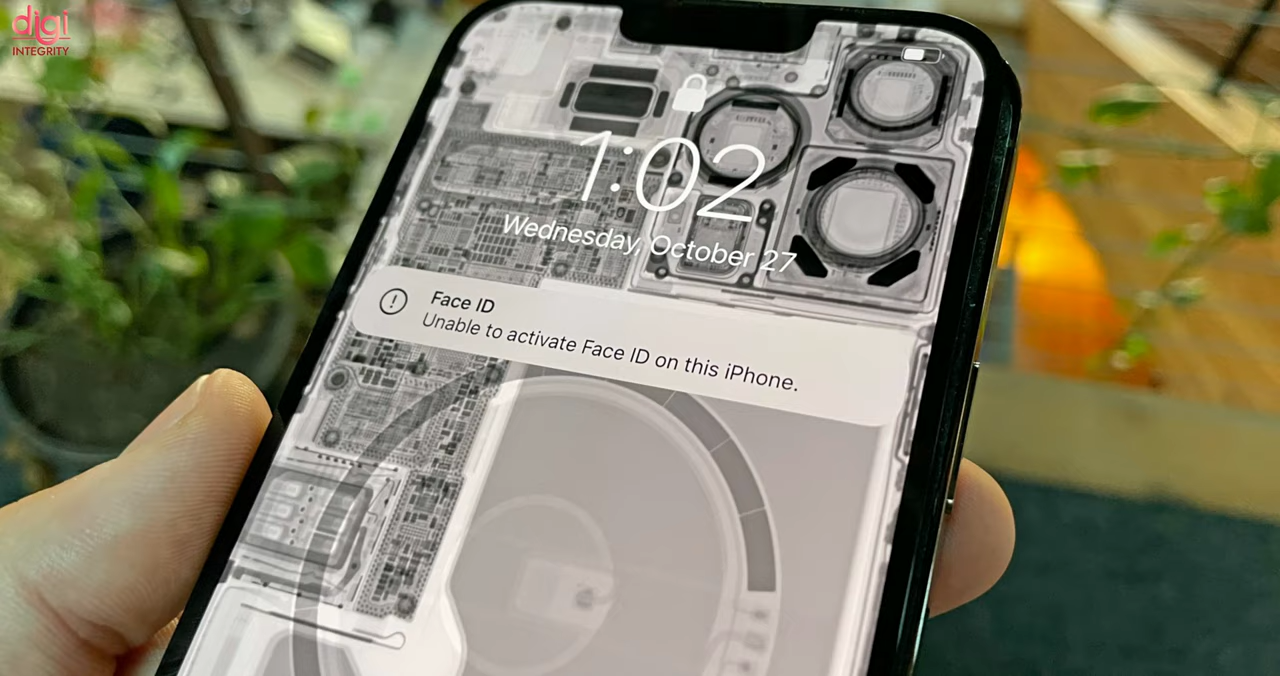 digi
INTEGRITY
1:02
Wednesday, October 27
Face ID
Unable to activate Face ID on this iPhone.